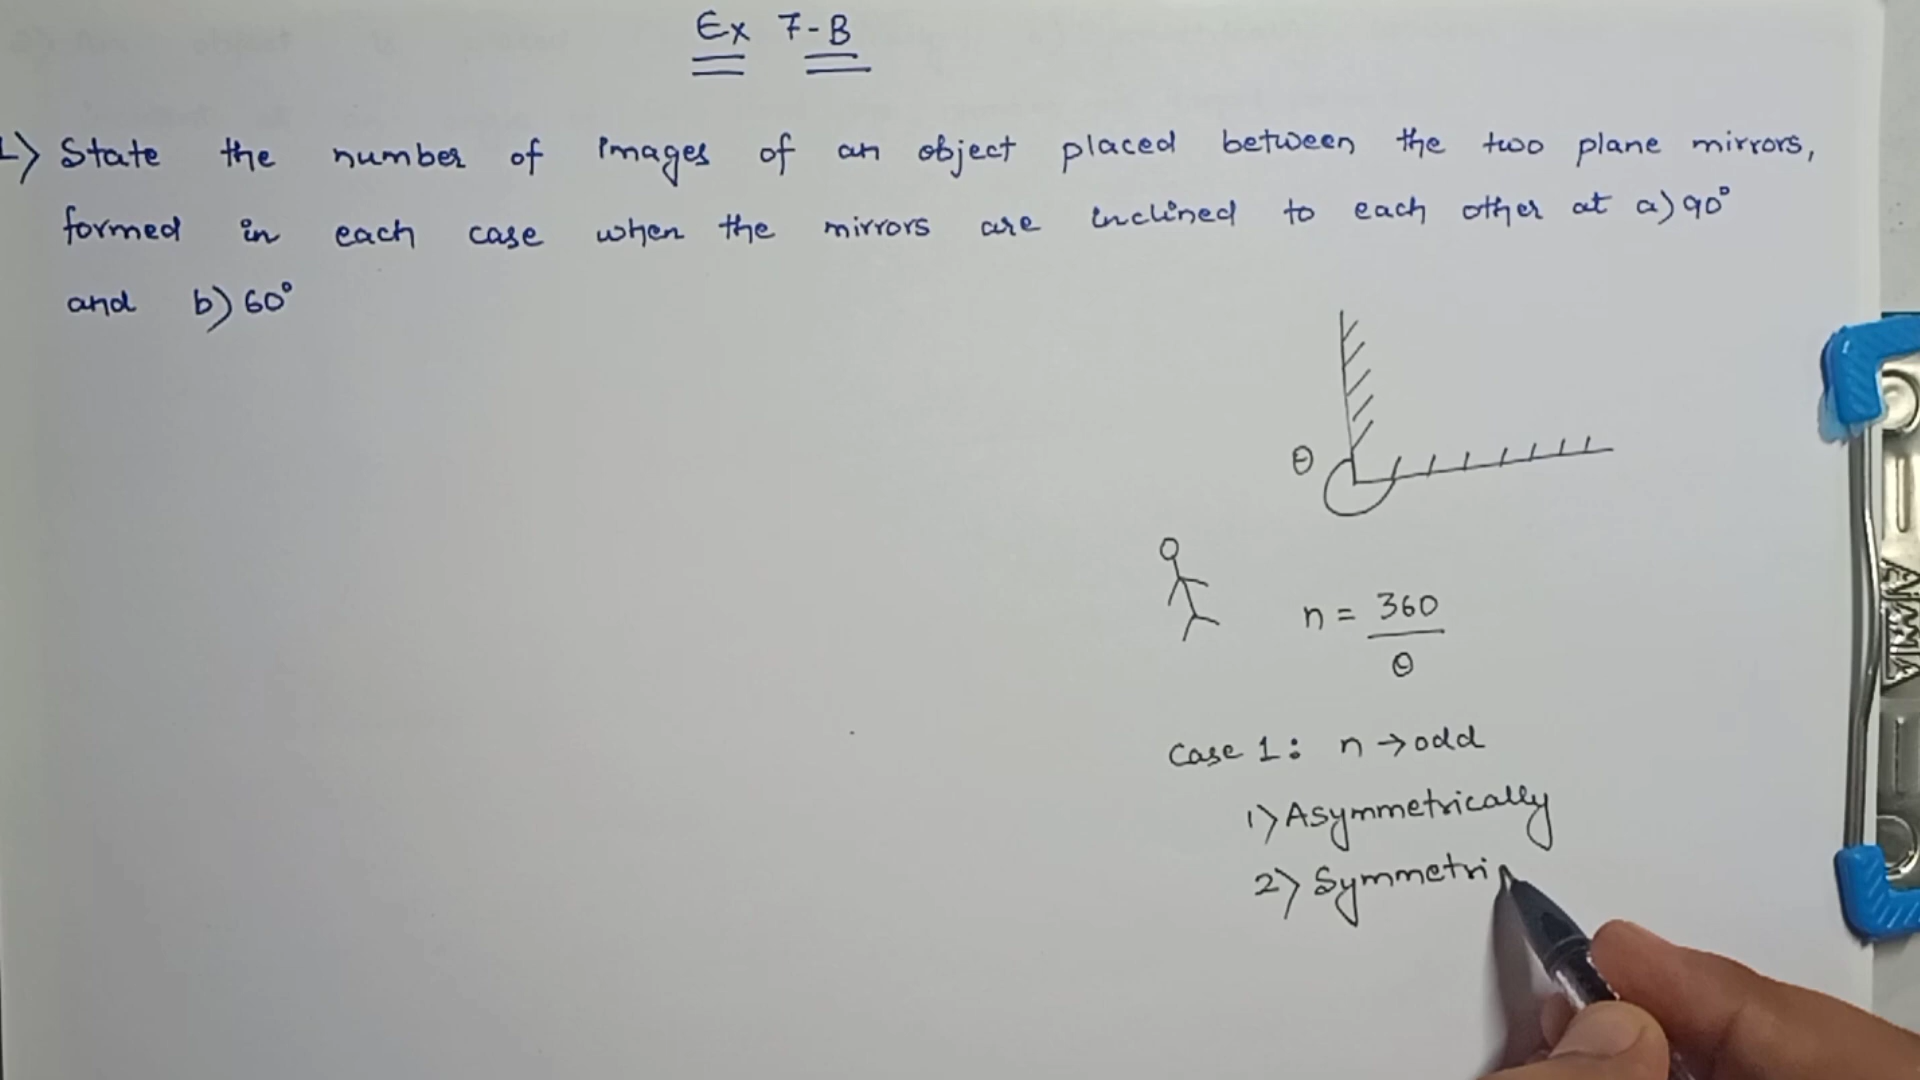 Ex 7-B
1) State the number of images of an object placed between the two plane mirrors,
formed in each case when the mirrors are inclined to each other at a) 90°
and b) 60°
θ
n = 360
θ
Case 1: n → odd
1) Asymmetrically
2) Symmetri